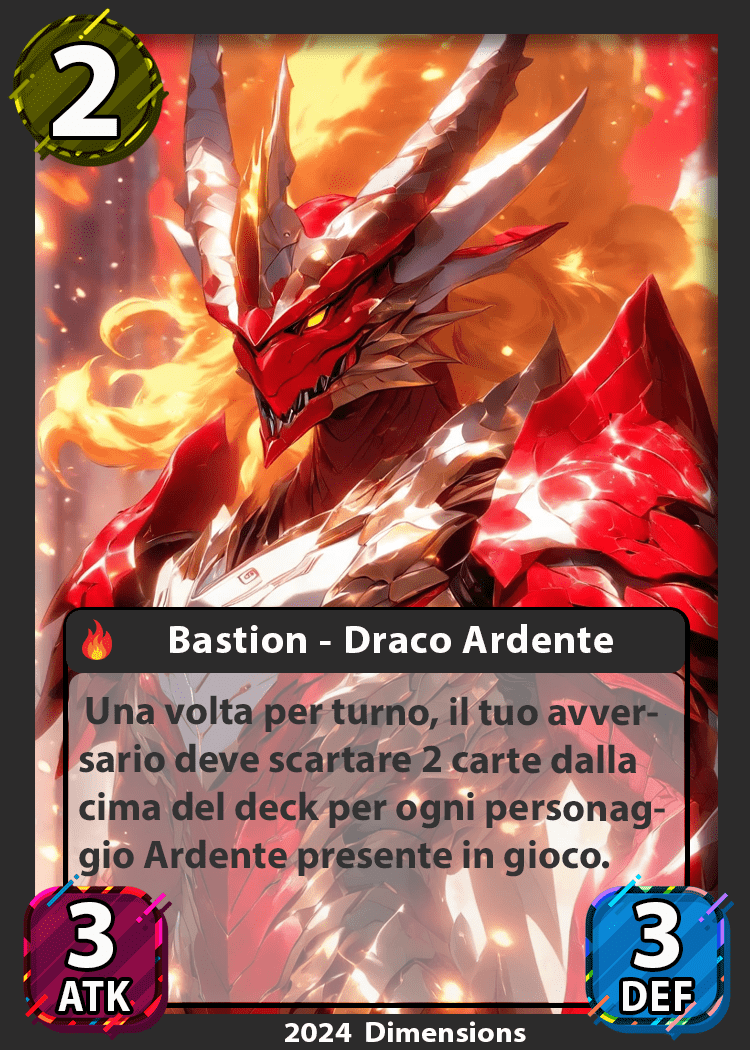 2
Bastion - Draco Ardente
Una volta per turno, il tuo avver-
sario deve scartare 2 carte dalla
cima del deck per ogni personag-
gio Ardente presente in gioco.
3
ATK
3
DEF
2024 Dimensions